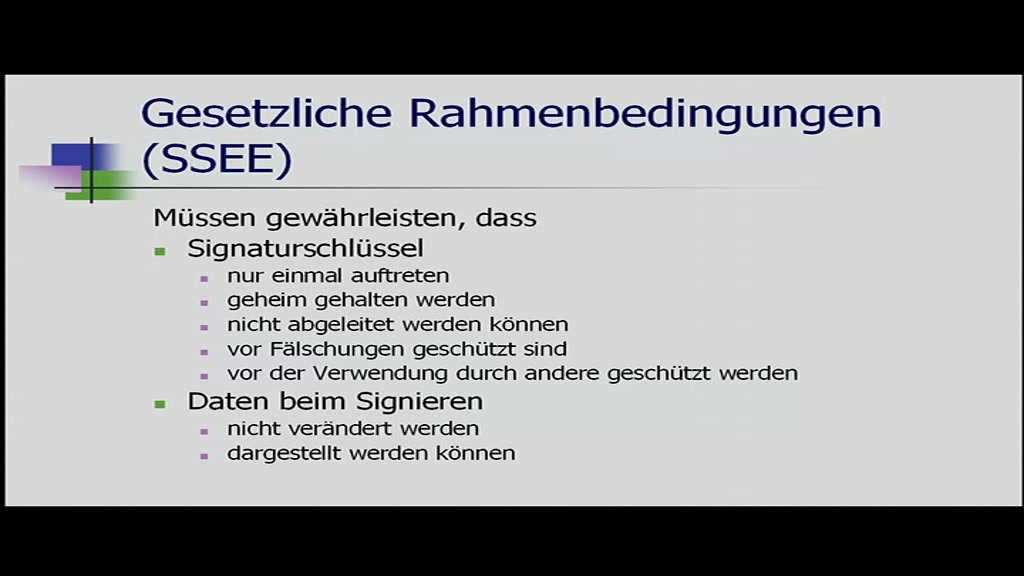 Gesetzliche Rahmenbedingungen
(SSEE)
Müssen gewährleisten, dass
Signaturschlüssel
nur einmal auftreten
geheim gehalten werden
nicht abgeleitet werden können
vor Fälschungen geschützt sind
vor der Verwendung durch andere geschützt werden
Daten beim Signieren
nicht verändert werden
dargestellt werden können